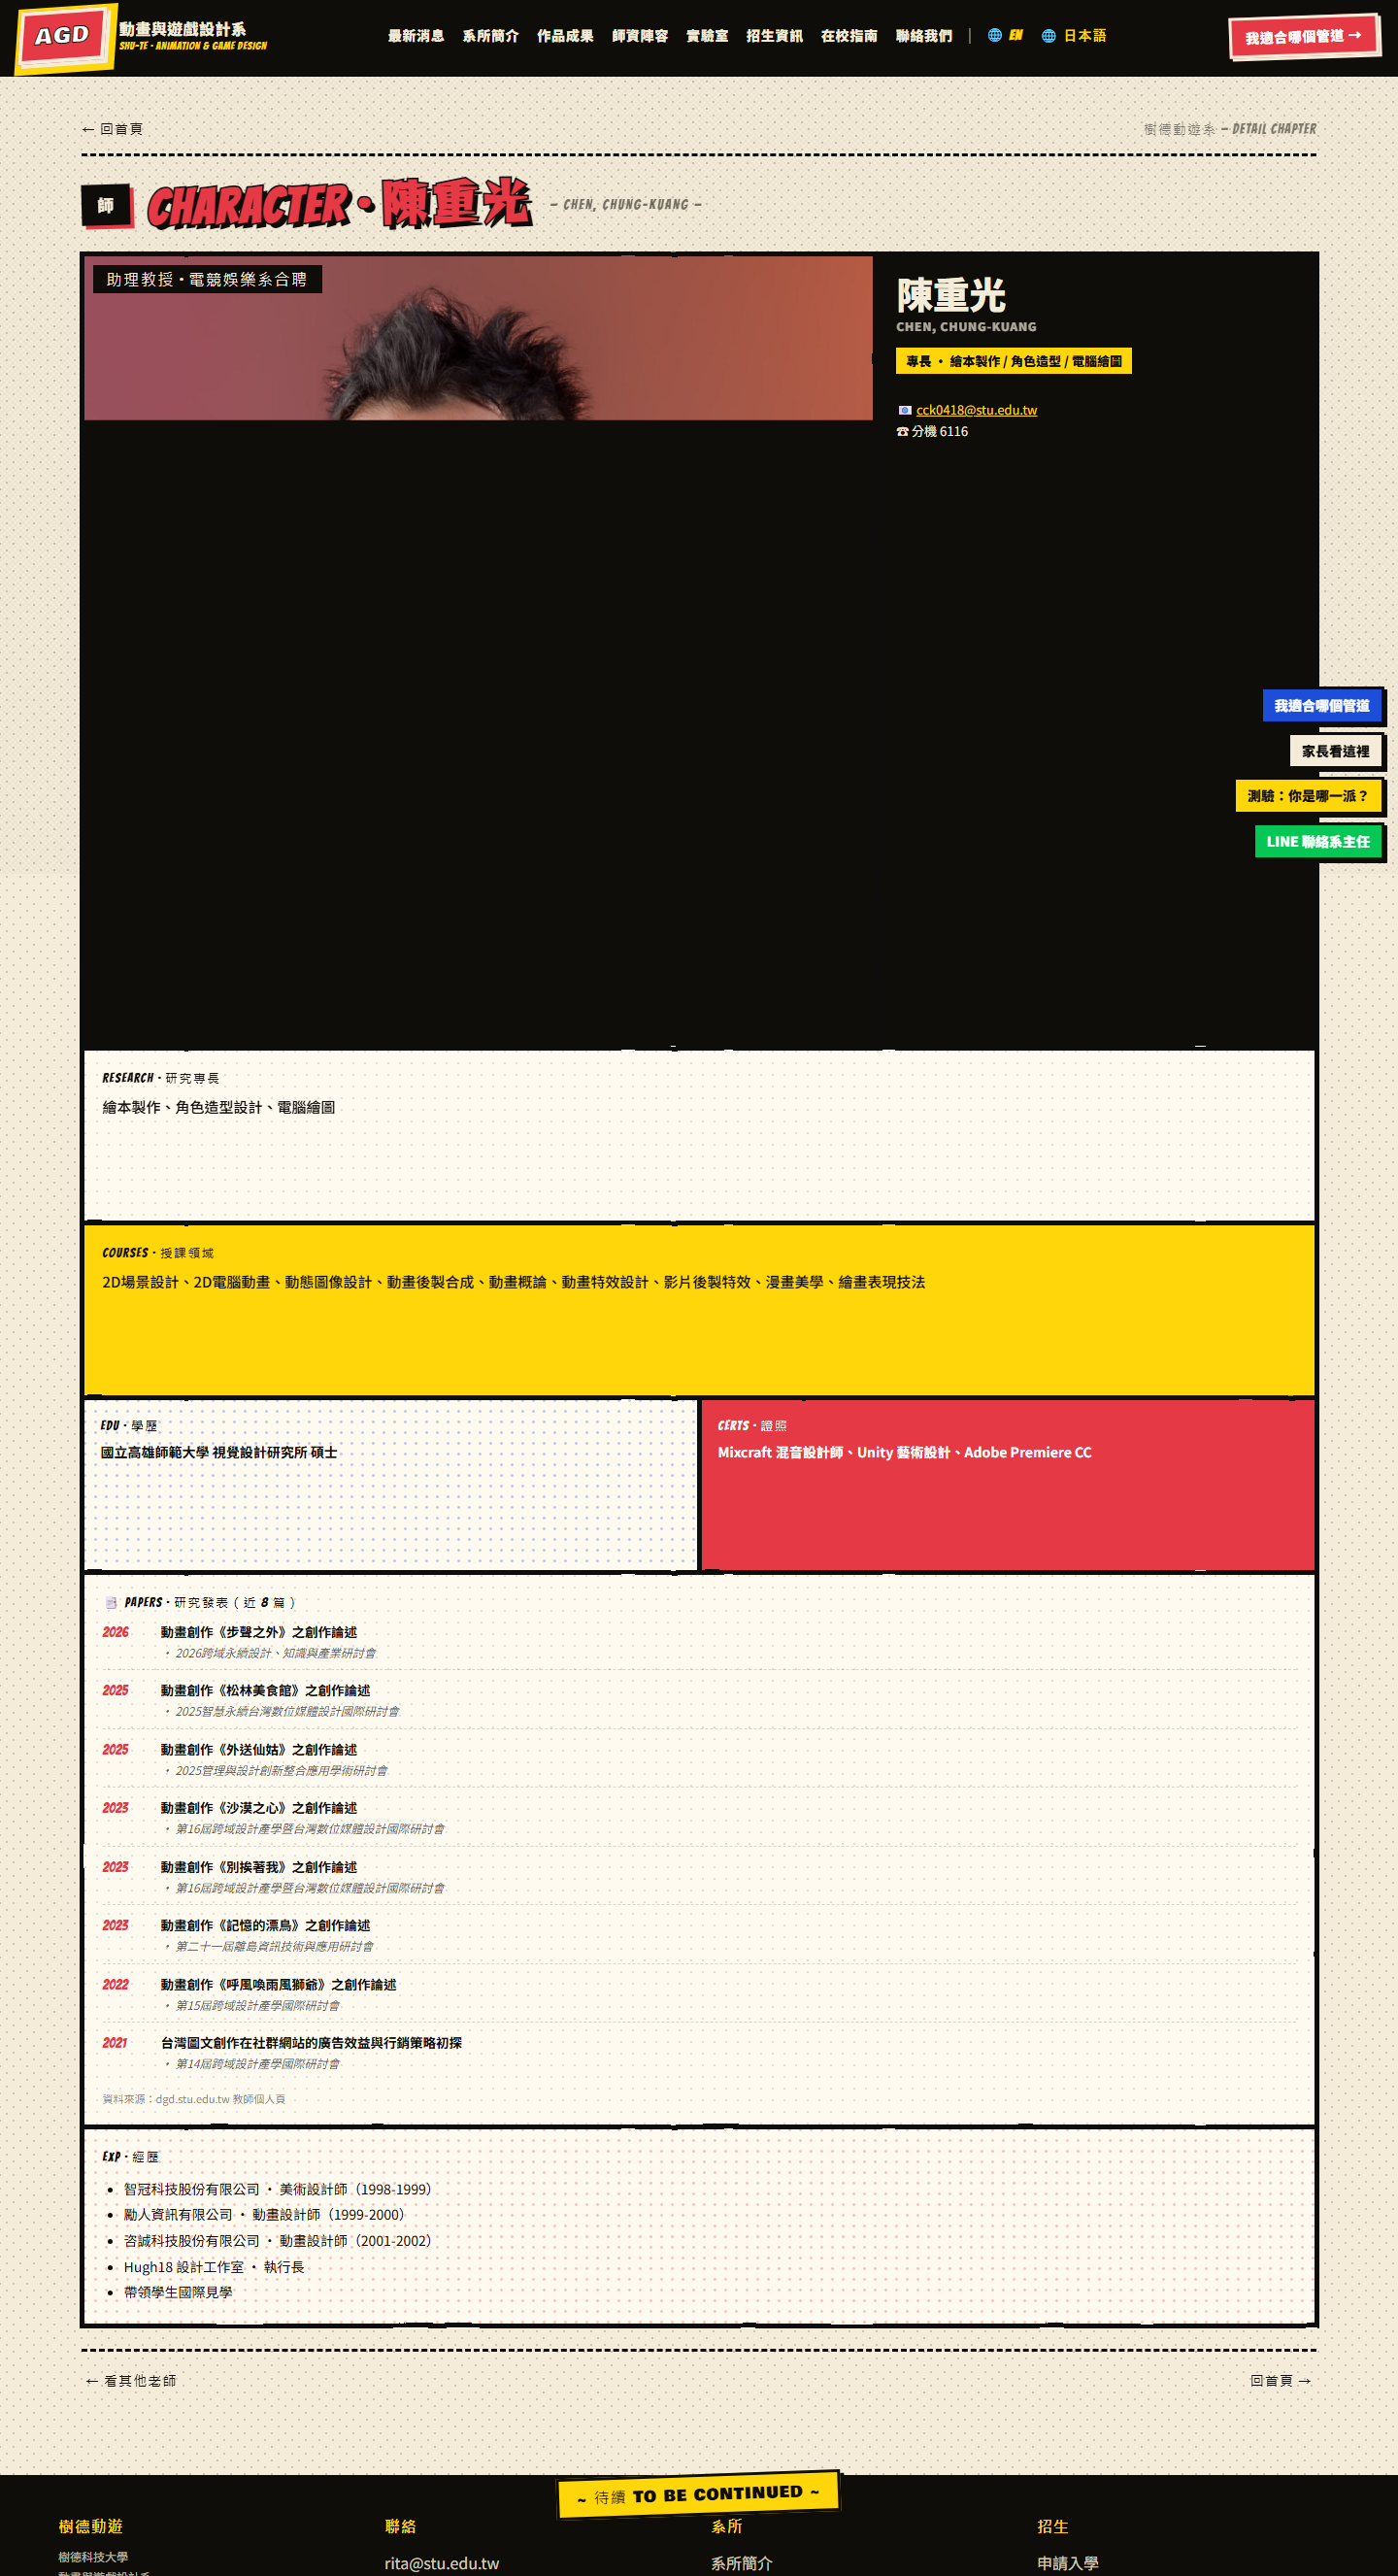 AGD
動畫與遊戲設計系
SHU-TE · ANIMATION & GAME DESIGN
最新消息 系所簡介 作品成果 師資陣容 實驗室 招生資訊 在校指南 聯絡我們 | 🌐 EN 🌐 日本語
我適合哪個管道 →
← 回首頁
樹德動遊系 — DETAIL CHAPTER
師
CHARACTER・陳重光
— CHEN, CHUNG-KUANG —
助理教授・電競娛樂系合聘
陳重光
CHEN, CHUNG-KUANG
專長 ・ 繪本製作 / 角色造型 / 電腦繪圖
📧 cck0418@stu.edu.tw
☎ 分機 6116
我適合哪個管道
家長看這裡
測驗：你是哪一派？
LINE 聯絡系主任
RESEARCH・研究專長
繪本製作、角色造型設計、電腦繪圖
COURSES・授課領域
2D場景設計、2D電腦動畫、動態圖像設計、動畫後製合成、動畫概論、動畫特效設計、影片後製特效、漫畫美學、繪畫表現技法
EDU・學歷
國立高雄師範大學 視覺設計研究所 碩士
CERTS・證照
Mixcraft 混音設計師、Unity 藝術設計、Adobe Premiere CC
📑 PAPERS・研究發表（近 8 篇）
2026 動畫創作《步聲之外》之創作論述
・ 2026跨域永續設計、知識與產業研討會
2025 動畫創作《松林美食館》之創作論述
・ 2025智慧永續台灣數位媒體設計國際研討會
2025 動畫創作《外送仙姑》之創作論述
・ 2025管理與設計創新整合應用學術研討會
2023 動畫創作《沙漠之心》之創作論述
・ 第16屆跨域設計產學暨台灣數位媒體設計國際研討會
2023 動畫創作《別挨著我》之創作論述
・ 第16屆跨域設計產學暨台灣數位媒體設計國際研討會
2023 動畫創作《記憶的漂鳥》之創作論述
・ 第二十一屆離島資訊技術與應用研討會
2022 動畫創作《呼風喚雨風獅爺》之創作論述
・ 第15屆跨域設計產學國際研討會
2021 台灣圖文創作在社群網站的廣告效益與行銷策略初探
・ 第14屆跨域設計產學國際研討會
資料來源：dgd.stu.edu.tw 教師個人頁
EXP・經歷
• 智冠科技股份有限公司 ・ 美術設計師（1998-1999）
• 勵人資訊有限公司 ・ 動畫設計師（1999-2000）
• 咨誠科技股份有限公司 ・ 動畫設計師（2001-2002）
• Hugh18 設計工作室 ・ 執行長
• 帶領學生國際見學
← 看其他老師
回首頁 →
~ 待續 TO BE CONTINUED ~
樹德動遊
樹德科技大學
聯絡
rita@stu.edu.tw
系所
系所簡介
招生
申請入學